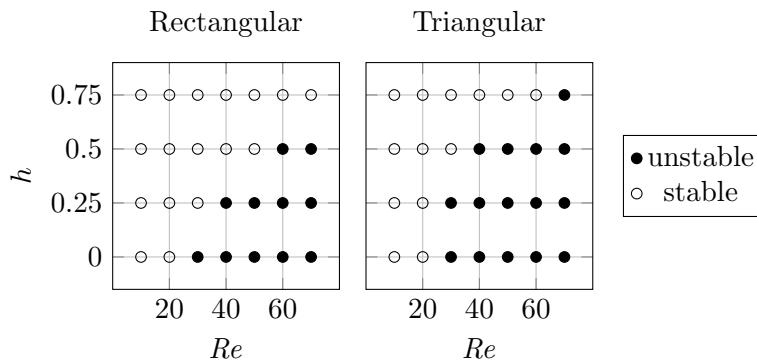 Rectangular
Triangular
0.75
0.5
0.25
0
h
20 40 60
Re
20 40 60
Re
unstable
stable